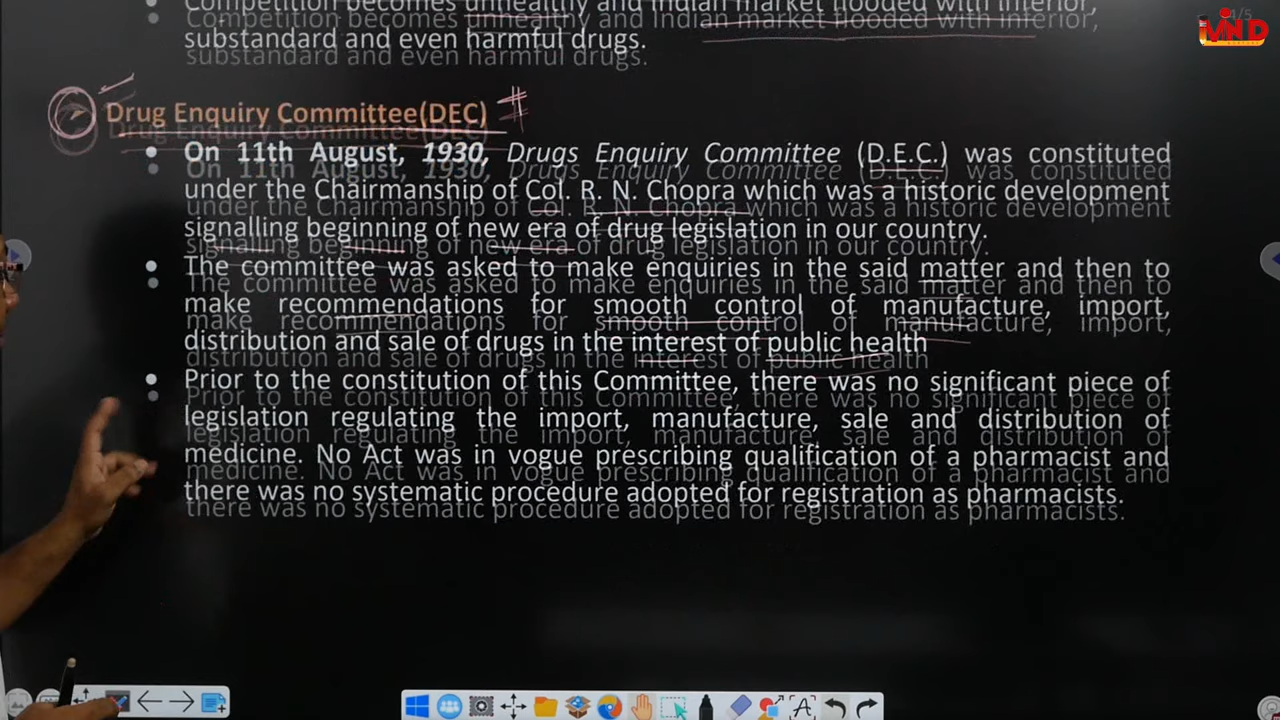 Competition becomes unhealthy and Indian market flooded with inferior,
substandard and even harmful drugs.
4/5
MIND
Drug Enquiry Committee(DEC) #
On 11th August, 1930, Drugs Enquiry Committee (D.E.C.) was constituted
under the Chairmanship of Col. R. N. Chopra which was a historic development
signalling beginning of new era of drug legislation in our country.
The committee was asked to make enquiries in the said matter and then to
make recommendations for smooth control of manufacture, import,
distribution and sale of drugs in the interest of public health
Prior to the constitution of this Committee, there was no significant piece of
legislation regulating the import, manufacture, sale and distribution of
medicine. No Act was in vogue prescribing qualification of a pharmacist and
there was no systematic procedure adopted for registration as pharmacists.